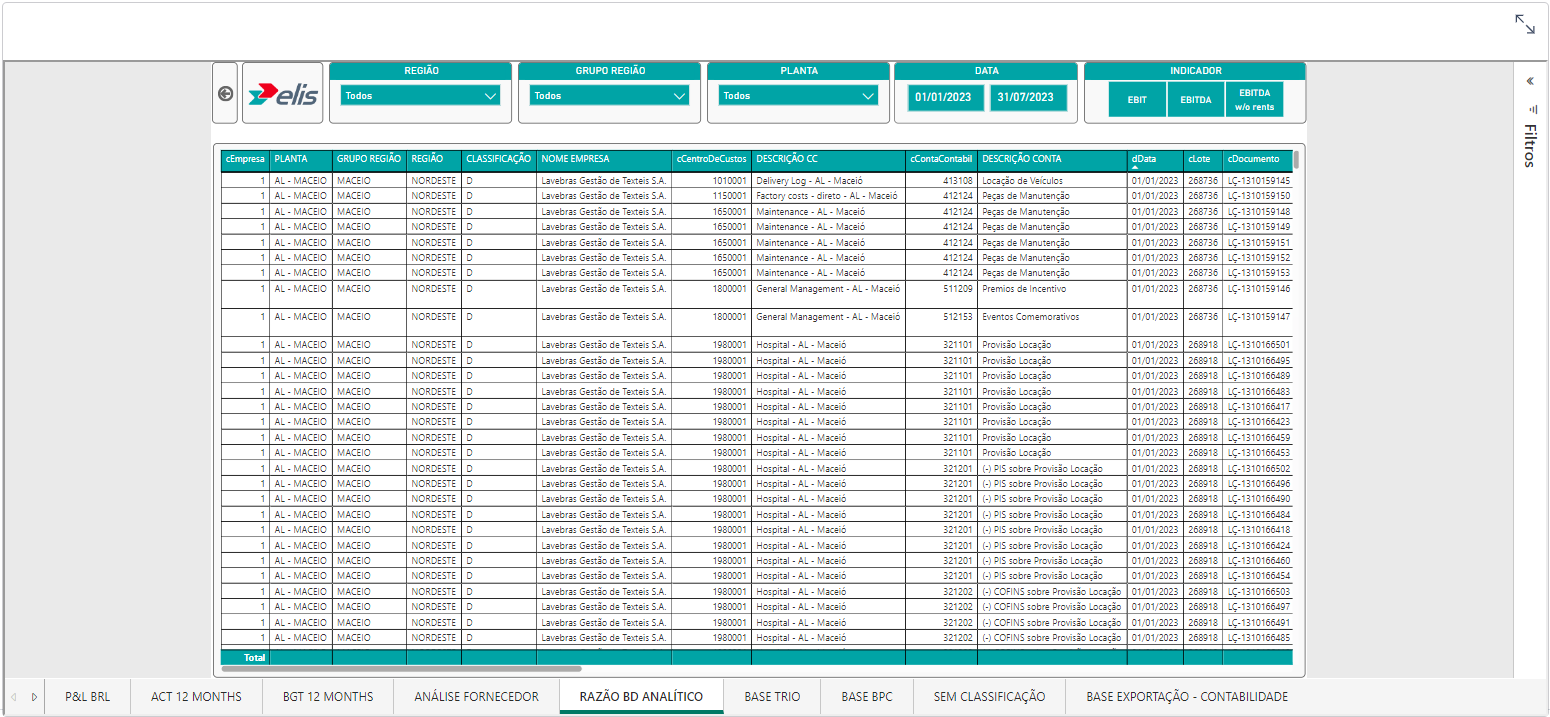 REGIÃO GRUPO REGIÃO PLANTA DATA INDICADOR
elis Todos Todos Todos 01/01/2023 31/07/2023 EBIT EBITDA EBITDA w/o rents
Filtros
cEmpresa PLANTA GRUPO REGIÃO REGIÃO CLASSIFICAÇÃO NOME EMPRESA cCentroDeCustos DESCRIÇÃO CC cContaContabil DESCRIÇÃO CONTA dData cLote cDocumento
1 AL - MACEIO MACEIO NORDESTE D Lavebras Gestão de Texteis S.A. 1010001 Delivery Log - AL - Maceió 413108 Locação de Veículos 01/01/2023 268736 LÇ-1310159145
1 AL - MACEIO MACEIO NORDESTE D Lavebras Gestão de Texteis S.A. 1150001 Factory costs - direto - AL - Maceió 412124 Peças de Manutenção 01/01/2023 268736 LÇ-1310159150
1 AL - MACEIO MACEIO NORDESTE D Lavebras Gestão de Texteis S.A. 1650001 Maintenance - AL - Maceió 412124 Peças de Manutenção 01/01/2023 268736 LÇ-1310159148
1 AL - MACEIO MACEIO NORDESTE D Lavebras Gestão de Texteis S.A. 1650001 Maintenance - AL - Maceió 412124 Peças de Manutenção 01/01/2023 268736 LÇ-1310159149
1 AL - MACEIO MACEIO NORDESTE D Lavebras Gestão de Texteis S.A. 1650001 Maintenance - AL - Maceió 412124 Peças de Manutenção 01/01/2023 268736 LÇ-1310159151
1 AL - MACEIO MACEIO NORDESTE D Lavebras Gestão de Texteis S.A. 1650001 Maintenance - AL - Maceió 412124 Peças de Manutenção 01/01/2023 268736 LÇ-1310159152
1 AL - MACEIO MACEIO NORDESTE D Lavebras Gestão de Texteis S.A. 1650001 Maintenance - AL - Maceió 412124 Peças de Manutenção 01/01/2023 268736 LÇ-1310159153
1 AL - MACEIO MACEIO NORDESTE D Lavebras Gestão de Texteis S.A. 1800001 General Management - AL - Maceió 511209 Premios de Incentivo 01/01/2023 268736 LÇ-1310159146
1 AL - MACEIO MACEIO NORDESTE D Lavebras Gestão de Texteis S.A. 1800001 General Management - AL - Maceió 512153 Eventos Comemorativos 01/01/2023 268736 LÇ-1310159147
1 AL - MACEIO MACEIO NORDESTE D Lavebras Gestão de Texteis S.A. 1980001 Hospital - AL - Maceió 321101 Provisão Locação 01/01/2023 268918 LÇ-1310166501
1 AL - MACEIO MACEIO NORDESTE D Lavebras Gestão de Texteis S.A. 1980001 Hospital - AL - Maceió 321101 Provisão Locação 01/01/2023 268918 LÇ-1310166495
1 AL - MACEIO MACEIO NORDESTE D Lavebras Gestão de Texteis S.A. 1980001 Hospital - AL - Maceió 321101 Provisão Locação 01/01/2023 268918 LÇ-1310166489
1 AL - MACEIO MACEIO NORDESTE D Lavebras Gestão de Texteis S.A. 1980001 Hospital - AL - Maceió 321101 Provisão Locação 01/01/2023 268918 LÇ-1310166483
1 AL - MACEIO MACEIO NORDESTE D Lavebras Gestão de Texteis S.A. 1980001 Hospital - AL - Maceió 321101 Provisão Locação 01/01/2023 268918 LÇ-1310166417
1 AL - MACEIO MACEIO NORDESTE D Lavebras Gestão de Texteis S.A. 1980001 Hospital - AL - Maceió 321101 Provisão Locação 01/01/2023 268918 LÇ-1310166423
1 AL - MACEIO MACEIO NORDESTE D Lavebras Gestão de Texteis S.A. 1980001 Hospital - AL - Maceió 321101 Provisão Locação 01/01/2023 268918 LÇ-1310166459
1 AL - MACEIO MACEIO NORDESTE D Lavebras Gestão de Texteis S.A. 1980001 Hospital - AL - Maceió 321101 Provisão Locação 01/01/2023 268918 LÇ-1310166453
1 AL - MACEIO MACEIO NORDESTE D Lavebras Gestão de Texteis S.A. 1980001 Hospital - AL - Maceió 321201 (-) PIS sobre Provisão Locação 01/01/2023 268918 LÇ-1310166502
1 AL - MACEIO MACEIO NORDESTE D Lavebras Gestão de Texteis S.A. 1980001 Hospital - AL - Maceió 321201 (-) PIS sobre Provisão Locação 01/01/2023 268918 LÇ-1310166496
1 AL - MACEIO MACEIO NORDESTE D Lavebras Gestão de Texteis S.A. 1980001 Hospital - AL - Maceió 321201 (-) PIS sobre Provisão Locação 01/01/2023 268918 LÇ-1310166490
1 AL - MACEIO MACEIO NORDESTE D Lavebras Gestão de Texteis S.A. 1980001 Hospital - AL - Maceió 321201 (-) PIS sobre Provisão Locação 01/01/2023 268918 LÇ-1310166484
1 AL - MACEIO MACEIO NORDESTE D Lavebras Gestão de Texteis S.A. 1980001 Hospital - AL - Maceió 321201 (-) PIS sobre Provisão Locação 01/01/2023 268918 LÇ-1310166418
1 AL - MACEIO MACEIO NORDESTE D Lavebras Gestão de Texteis S.A. 1980001 Hospital - AL - Maceió 321201 (-) PIS sobre Provisão Locação 01/01/2023 268918 LÇ-1310166424
1 AL - MACEIO MACEIO NORDESTE D Lavebras Gestão de Texteis S.A. 1980001 Hospital - AL - Maceió 321201 (-) PIS sobre Provisão Locação 01/01/2023 268918 LÇ-1310166460
1 AL - MACEIO MACEIO NORDESTE D Lavebras Gestão de Texteis S.A. 1980001 Hospital - AL - Maceió 321201 (-) PIS sobre Provisão Locação 01/01/2023 268918 LÇ-1310166454
1 AL - MACEIO MACEIO NORDESTE D Lavebras Gestão de Texteis S.A. 1980001 Hospital - AL - Maceió 321202 (-) COFINS sobre Provisão Locação 01/01/2023 268918 LÇ-1310166503
1 AL - MACEIO MACEIO NORDESTE D Lavebras Gestão de Texteis S.A. 1980001 Hospital - AL - Maceió 321202 (-) COFINS sobre Provisão Locação 01/01/2023 268918 LÇ-1310166497
1 AL - MACEIO MACEIO NORDESTE D Lavebras Gestão de Texteis S.A. 1980001 Hospital - AL - Maceió 321202 (-) COFINS sobre Provisão Locação 01/01/2023 268918 LÇ-1310166491
1 AL - MACEIO MACEIO NORDESTE D Lavebras Gestão de Texteis S.A. 1980001 Hospital - AL - Maceió 321202 (-) COFINS sobre Provisão Locação 01/01/2023 268918 LÇ-1310166485
Total
P&L BRL ACT 12 MONTHS BGT 12 MONTHS ANÁLISE FORNECEDOR RAZÃO BD ANALÍTICO BASE TRIO BASE BPC SEM CLASSIFICAÇÃO BASE EXPORTAÇÃO - CONTABILIDADE